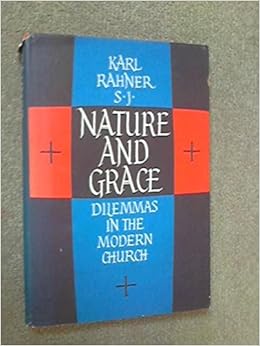 KARL
RAHNER
S·J·
NATURE
AND
GRACE
DILEMMAS
IN THE
MODERN
CHURCH